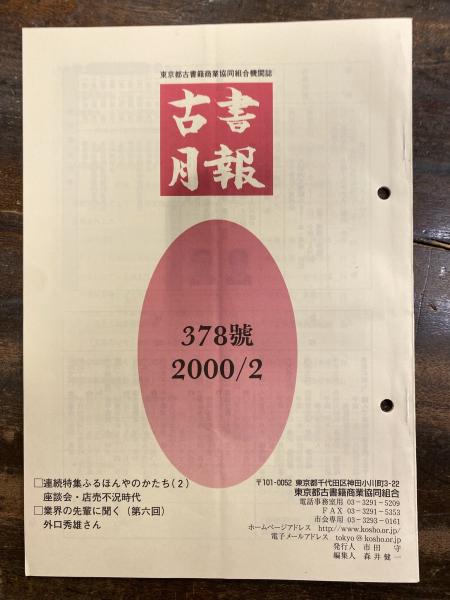 東京都古書籍商業協同組合機関誌
古書
月報
378號
2000/2
□連続特集ふるほんやのかたち(2)
座談会・店売不況時代
□業界の先輩に聞く(第六回)
外口秀雄さん
〒101-0052 東京都千代田区神田小川町3-22
東京都古書籍商業協同組合
電話事務用 03-3291-5209
FAX 03-3291-5353
市会専用 03-3293-0161
ホームページアドレス http://www.kosho.or.jp/
電子メールアドレス tokyo@kosho.or.jp
発行人 市田 守
編集人 森井健一